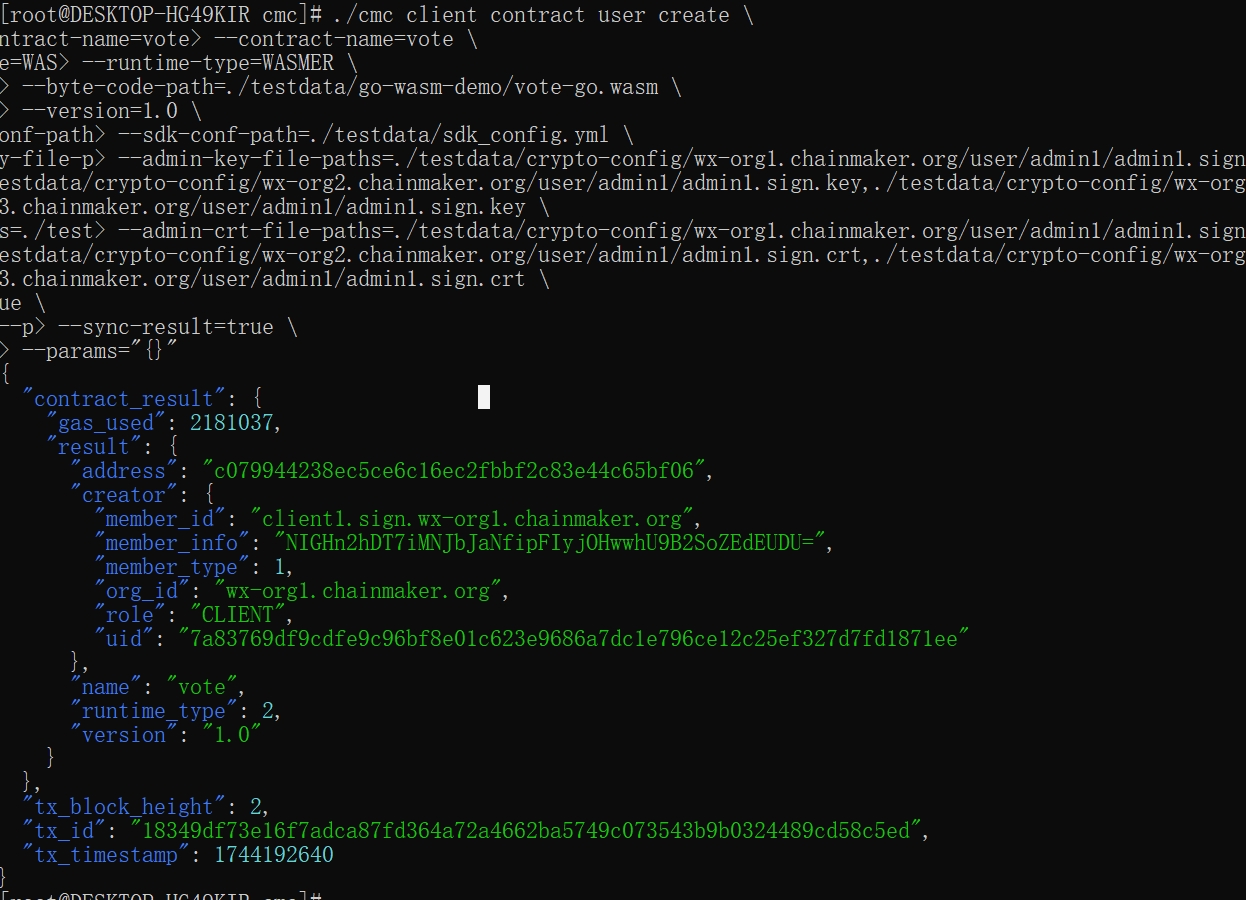 [root@DESKTOP-HG49KIR cmc]# ./cmc client contract user create \
ntract-name=vote> --contract-name=vote \
e=WAS> --runtime-type=WASMER \
> --byte-code-path=./testdata/go-wasm-demo/vote-go.wasm \
> --version=1.0 \
onf-path> --sdk-conf-path=./testdata/sdk_config.yml \
y-file-p> --admin-key-file-paths=./testdata/crypto-config/wx-org1.chainmaker.org/user/admin1/admin1.sign
estdata/crypto-config/wx-org2.chainmaker.org/user/admin1/admin1.sign.key,./testdata/crypto-config/wx-org
3.chainmaker.org/user/admin1/admin1.sign.key \
s=./test> --admin-crt-file-paths=./testdata/crypto-config/wx-org1.chainmaker.org/user/admin1/admin1.sign
estdata/crypto-config/wx-org2.chainmaker.org/user/admin1/admin1.sign.crt,./testdata/crypto-config/wx-org
3.chainmaker.org/user/admin1/admin1.sign.crt \
ue \
--p> --sync-result=true \
> --params="{}"
{
"contract_result": {
"gas_used": 2181037,
"result": {
"address": "c079944238ec5ce6c16ec2fbbf2c83e44c65bf06",
"creator": {
"member_id": "client1.sign.wx-org1.chainmaker.org",
"member_info": "NIGHn2hDT7iMNJbJaNfipFIyjOHwwhU9B2SoZEdEUDU=",
"member_type": 1,
"org_id": "wx-org1.chainmaker.org",
"role": "CLIENT",
"uid": "7a83769df9cdfe9c96bf8e01c623e9686a7dc1e796ce12c25ef327d7fd1871ee"
},
"name": "vote",
"runtime_type": 2,
"version": "1.0"
}
},
"tx_block_height": 2,
"tx_id": "18349df73e16f7adca87fd364a72a4662ba5749c073543b9b0324489cd58c5ed",
"tx_timestamp": 1744192640
}
[root@DESKTOP-HG49KIR cmc]#